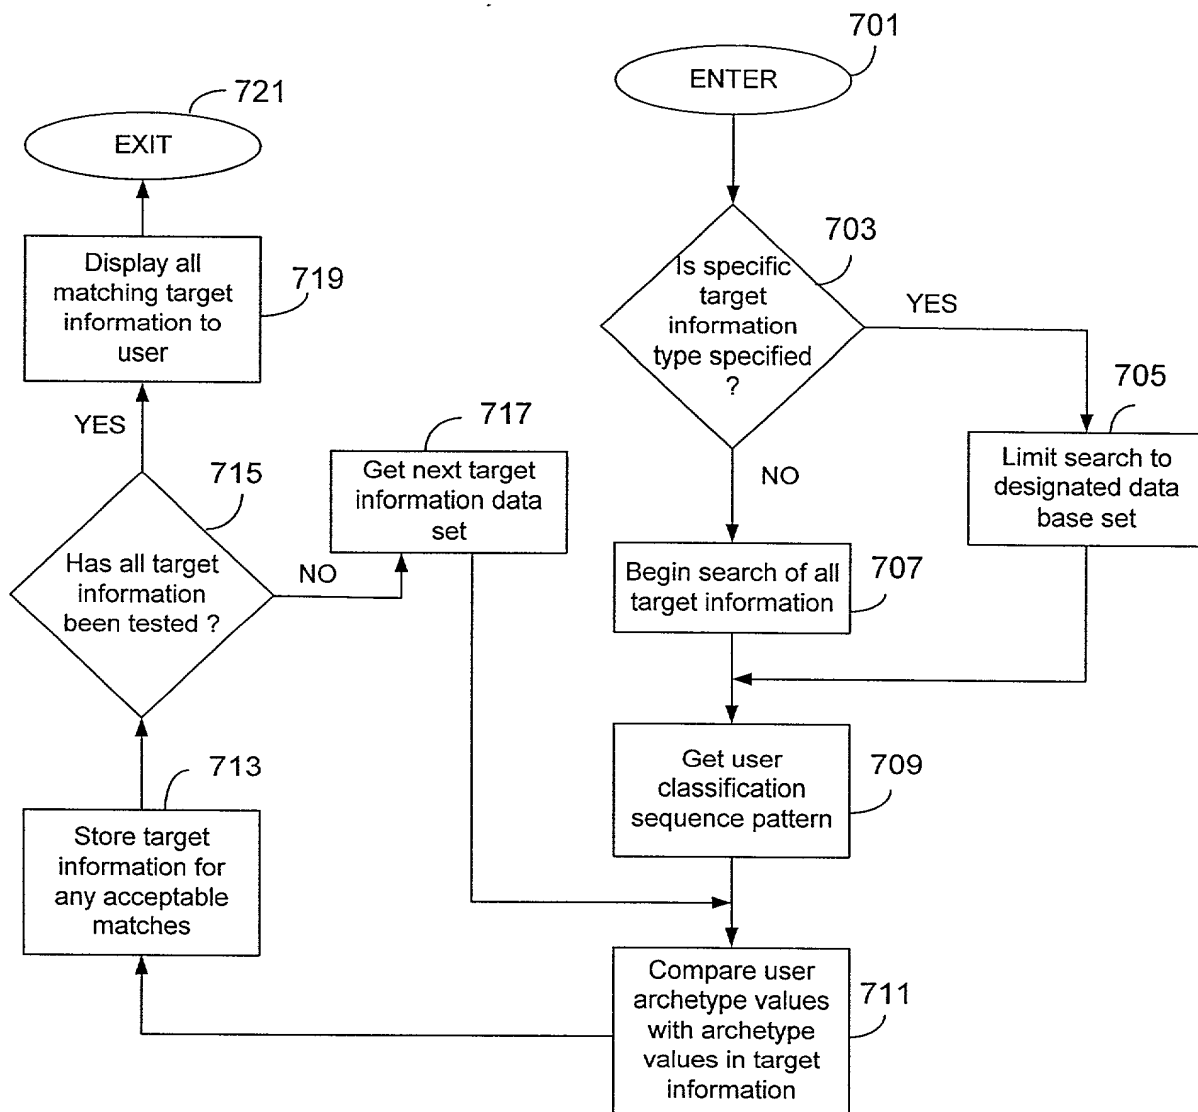 701
ENTER
703
Is specific
target
information
type specified
?
YES
NO
705
Limit search to
designated data
base set
Begin search of all
target information
707
Get user
classification
sequence pattern
709
Compare user
archetype values
with archetype
values in target
information
711
713
Store target
information for
any acceptable
matches
715
Has all target
information
been tested ?
NO
717
Get next target
information data
set
YES
Display all
matching target
information to
user
719
721
EXIT